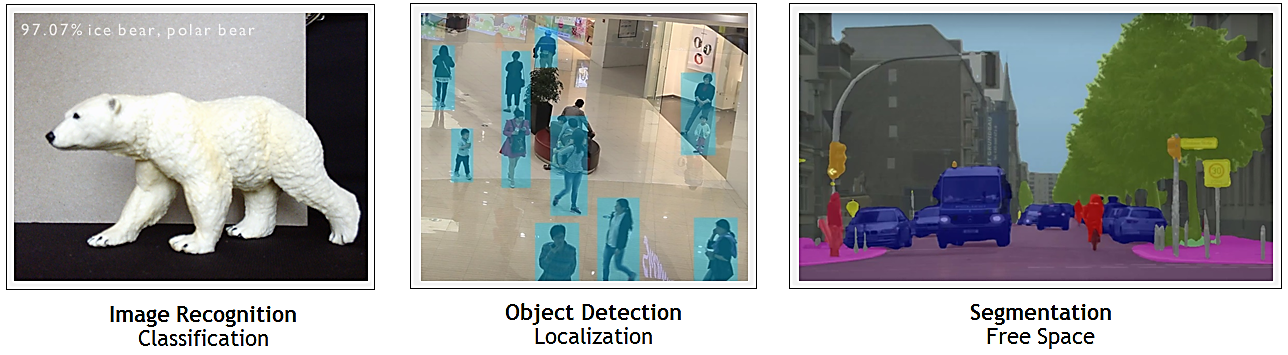 97.07% ice bear, polar bear
Image Recognition
Classification
Object Detection
Localization
Segmentation
Free Space